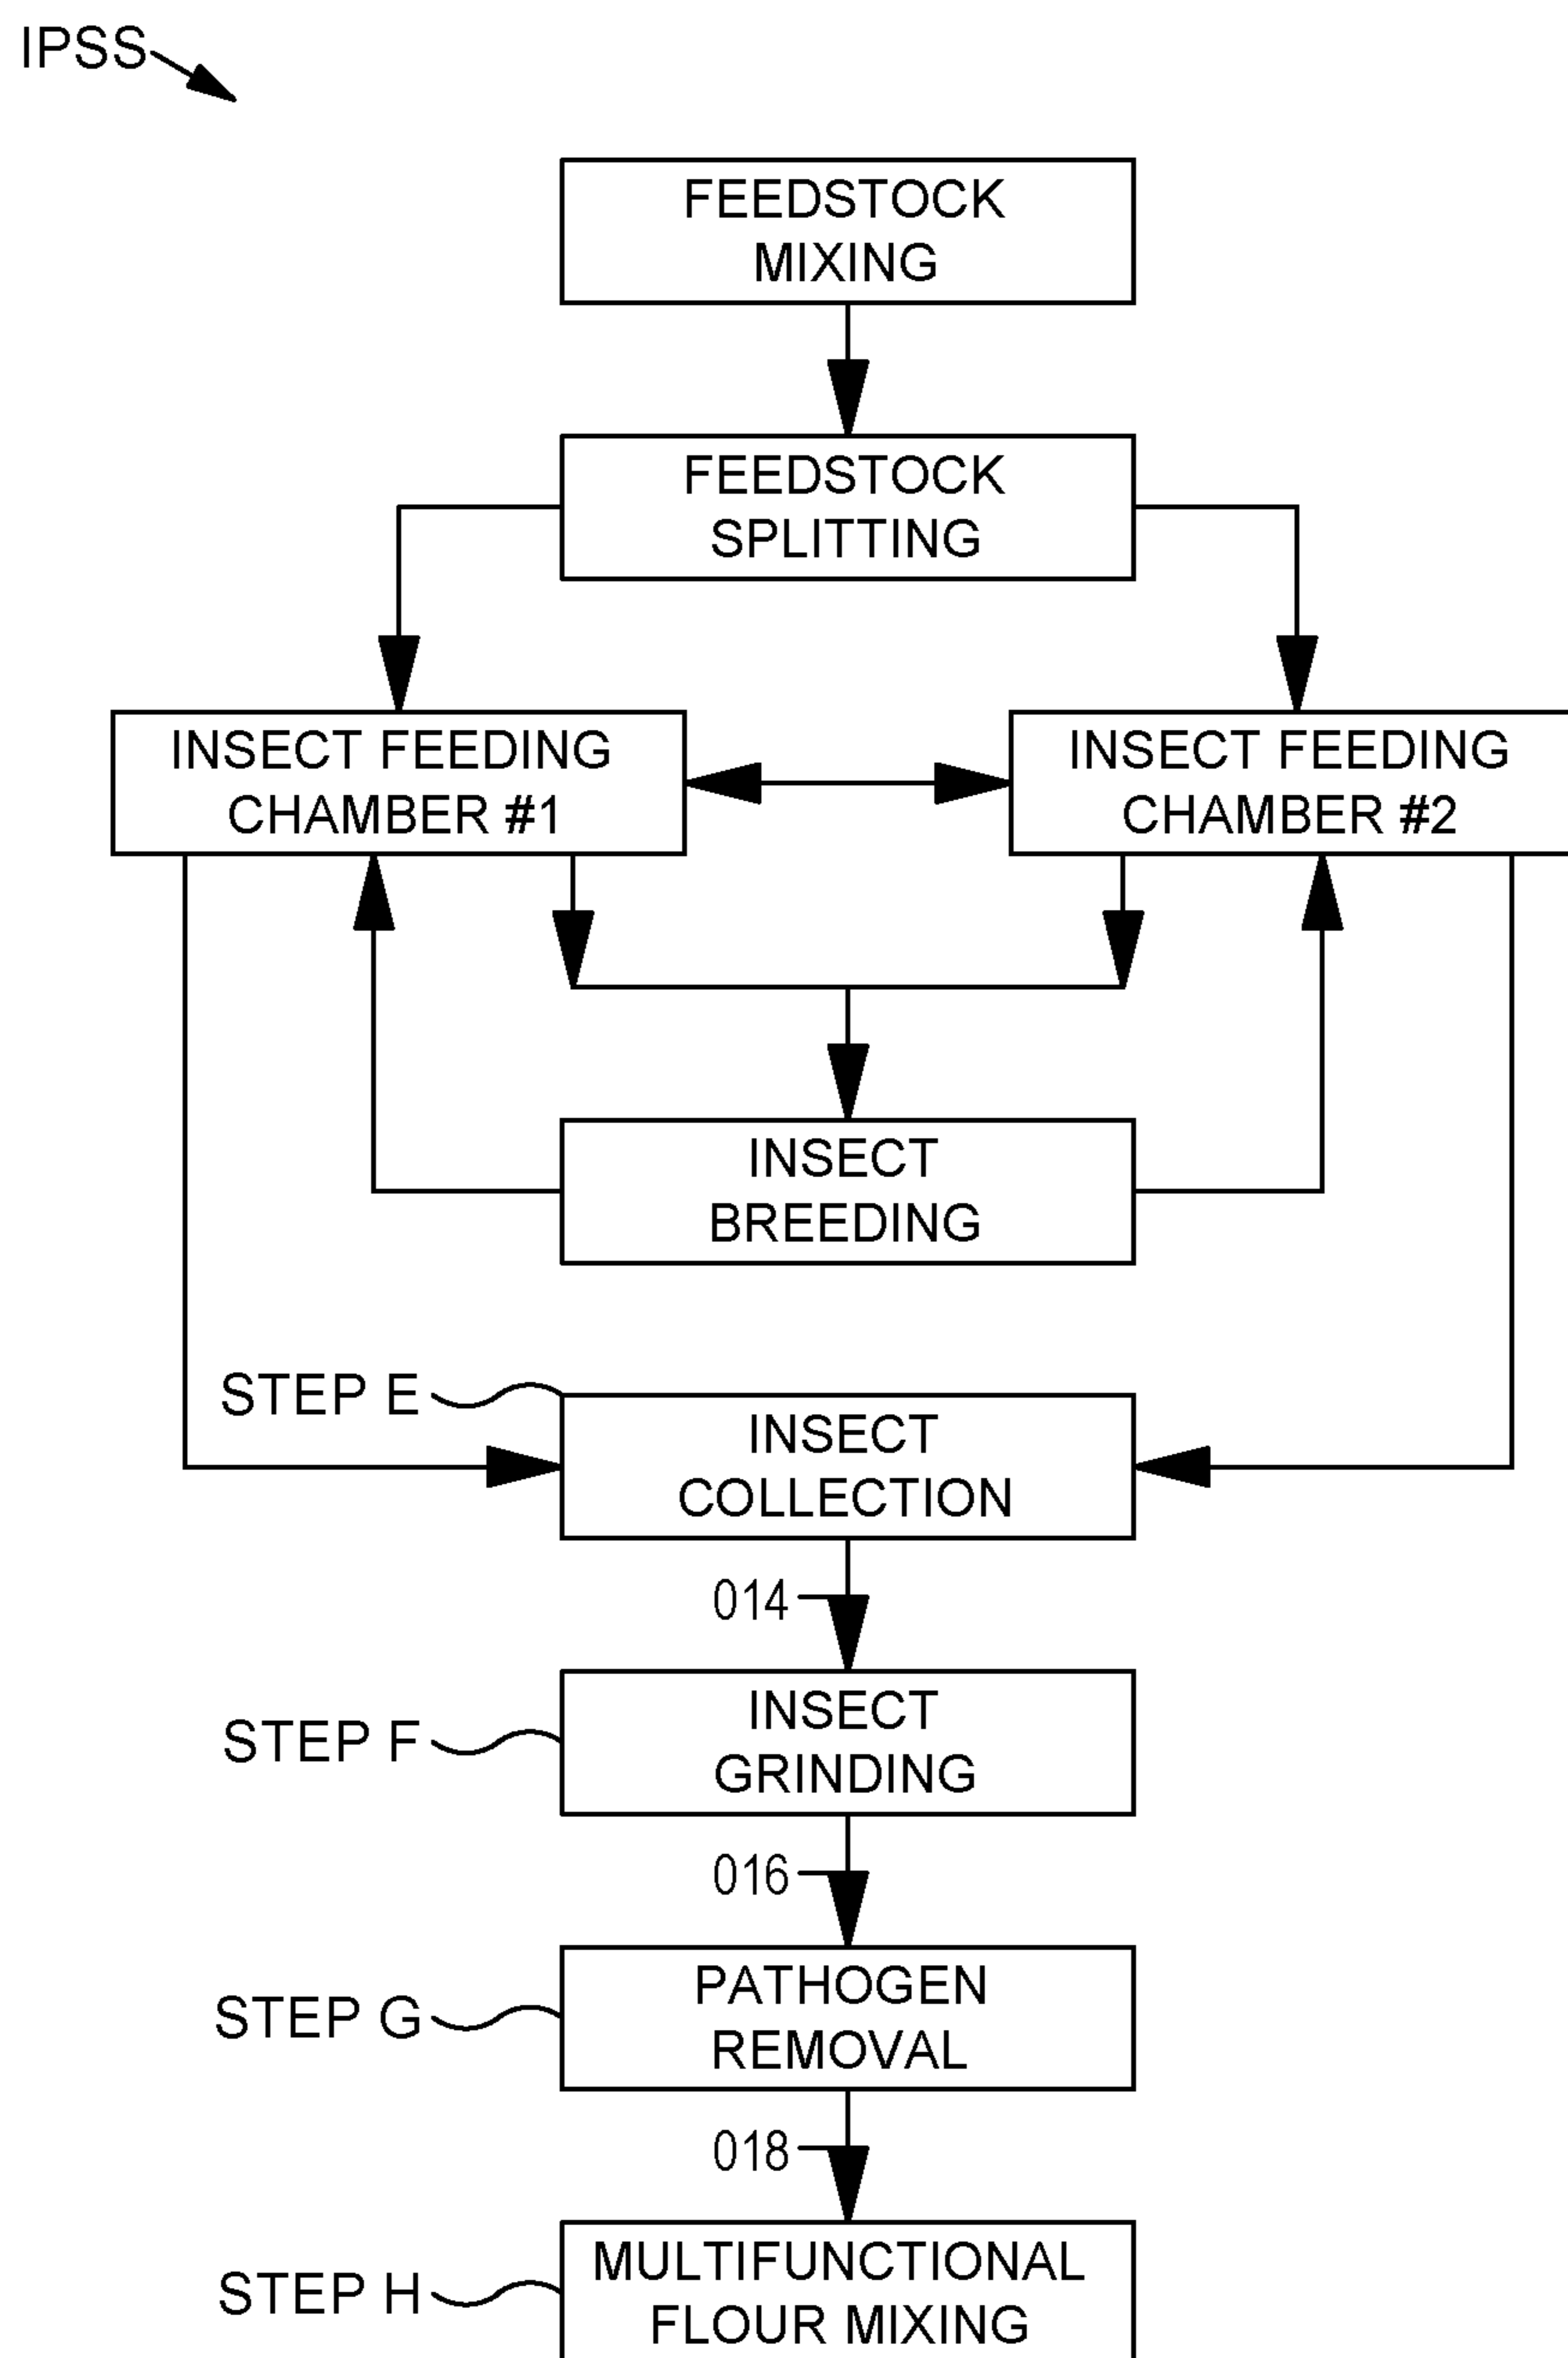 IPSS
FEEDSTOCK
MIXING
FEEDSTOCK
SPLITTING
INSECT FEEDING
CHAMBER #1
INSECT FEEDING
CHAMBER #2
INSECT
BREEDING
STEP E
INSECT
COLLECTION
014
STEP F
INSECT
GRINDING
016
STEP G
PATHOGEN
REMOVAL
018
STEP H
MULTIFUNCTIONAL
FLOUR MIXING